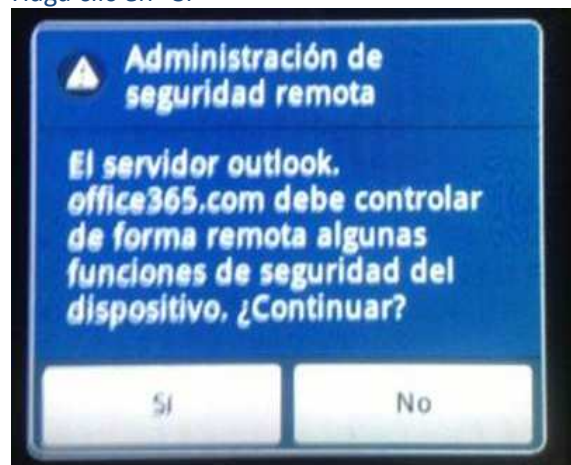 Administración de
seguridad remota
El servidor outlook.
office365.com debe controlar
de forma remota algunas
funciones de seguridad del
dispositivo. ¿Continuar?
Sí
No